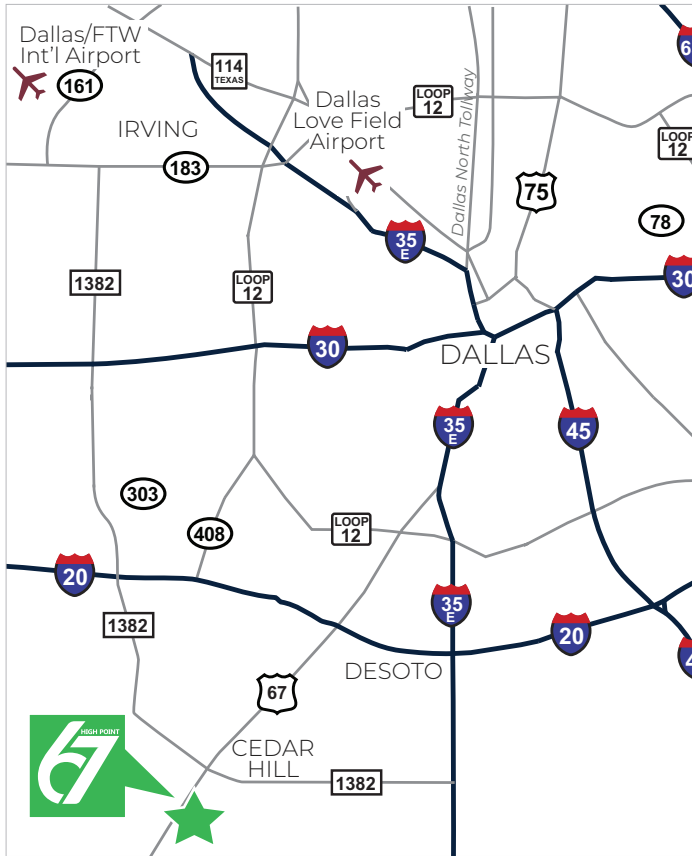 Dallas/FTW
Int'l Airport
161
114
TEXAS
LOOP
12
Dallas
Love Field
Airport
IRVING
183
Dallas North Tollway
75
LOOP
12
78
35
E
1382
LOOP
12
30
30
DALLAS
35
E
45
303
408
LOOP
12
20
1382
35
E
20
DESOTO
67
HIGH POINT
67
CEDAR
HILL
1382